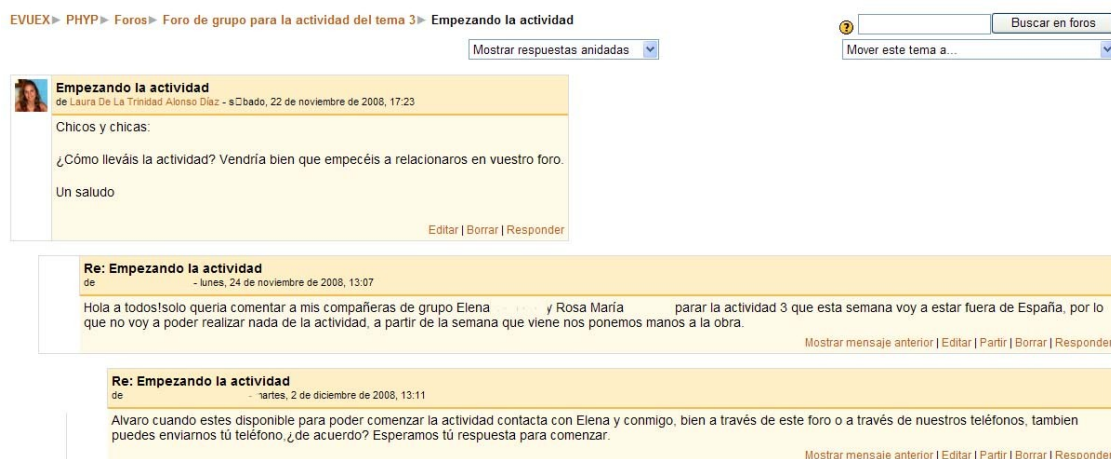 EVUEX ► PHYP ► Foros ► Foro de grupo para la actividad del tema 3 ► Empezando la actividad
? Buscar en foros
Mostrar respuestas anidadas
Mover este tema a...
Empezando la actividad
de Laura De La Trinidad Alonso Díaz - s□bado, 22 de noviembre de 2008, 17:23
Chicos y chicas:
¿Cómo lleváis la actividad? Vendría bien que empecéis a relacionaros en vuestro foro.
Un saludo
Editar | Borrar | Responder
Re: Empezando la actividad
de - lunes, 24 de noviembre de 2008, 13:07
Hola a todos!solo queria comentar a mis compañeras de grupo Elena y Rosa María parar la actividad 3 que esta semana voy a estar fuera de España, por lo
que no voy a poder realizar nada de la actividad, a partir de la semana que viene nos ponemos manos a la obra.
Mostrar mensaje anterior | Editar | Partir | Borrar | Responder
Re: Empezando la actividad
de - martes, 2 de diciembre de 2008, 13:11
Alvaro cuando estes disponible para poder comenzar la actividad contacta con Elena y conmigo, bien a través de este foro o a través de nuestros teléfonos, tambien
puedes enviarnos tú teléfono,¿de acuerdo? Esperamos tú respuesta para comenzar.
Mostrar mensaje anterior | Editar | Partir | Borrar | Responder